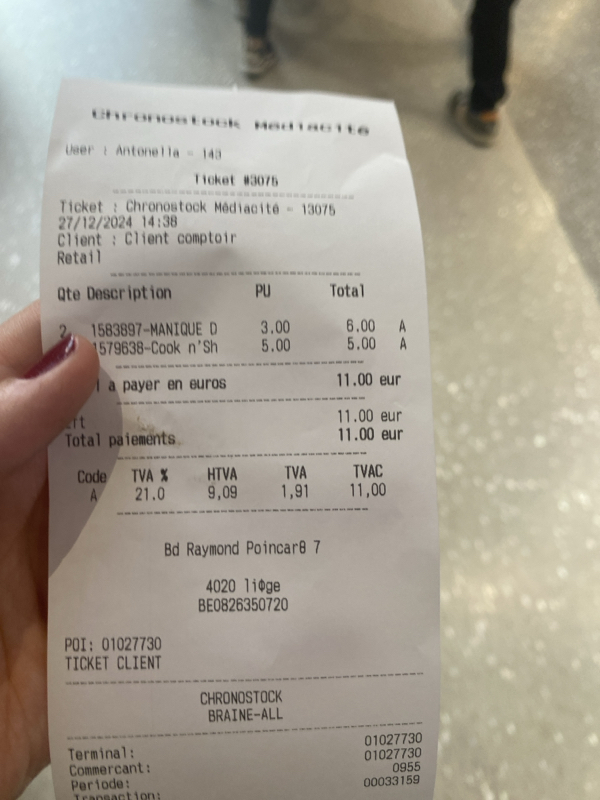 Chronostock Médiacité
User : Antonella - 143
Ticket #3075
Ticket : Chronostock Médiacité - 13075
27/12/2024 14:38
Client : Client comptoir
Retail
Qte Description PU Total
2 1583897-MANIQUE D 3.00 6.00 A
1579638-Cook n'Sh 5.00 5.00 A
a payer en euros 11.00 eur
11.00 eur
Total paiements 11.00 eur
Code TVA % HTVA TVA TVAC
A 21.0 9,09 1,91 11,00
Bd Raymond Poincar8 7
4020 liΦge
BE0826350720
POI: 01027730
TICKET CLIENT
CHRONOSTOCK
BRAINE-ALL
01027730
Terminal: 01027730
Commercant: 0955
Periode: 00033159
Transaction: